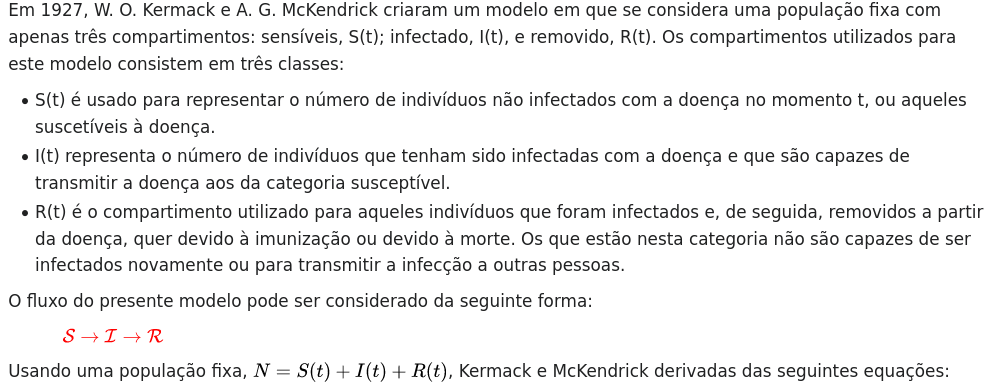 Em 1927, W. O. Kermack e A. G. McKendrick criaram um modelo em que se considera uma população fixa com
apenas três compartimentos: sensíveis, S(t); infectado, I(t), e removido, R(t). Os compartimentos utilizados para
este modelo consistem em três classes:
• S(t) é usado para representar o número de indivíduos não infectados com a doença no momento t, ou aqueles
suscetíveis à doença.
• I(t) representa o número de indivíduos que tenham sido infectadas com a doença e que são capazes de
transmitir a doença aos da categoria susceptível.
• R(t) é o compartimento utilizado para aqueles indivíduos que foram infectados e, de seguida, removidos a partir
da doença, quer devido à imunização ou devido à morte. Os que estão nesta categoria não são capazes de ser
infectados novamente ou para transmitir a infecção a outras pessoas.
O fluxo do presente modelo pode ser considerado da seguinte forma:
𝒮 → ℐ → ℛ
Usando uma população fixa, N = S(t) + I(t) + R(t), Kermack e McKendrick derivadas das seguintes equações: